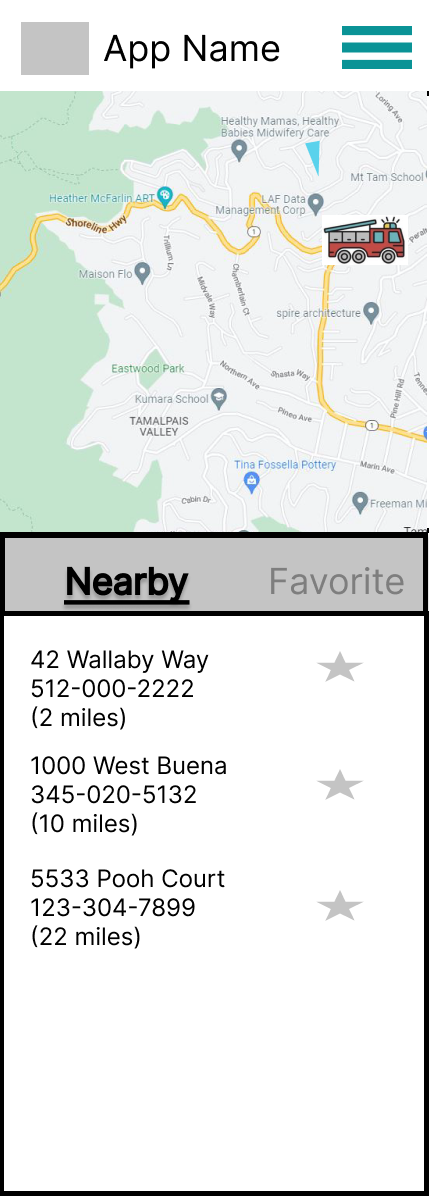 App Name
Loring Ave
Healthy Mamas, Healthy
Babies Midwifery Care
Mt Tam School
Heather McFarlin ART
LAF Data
Management Corp
Shoreline Hwy
1
Trillium Ln
Maison Flo
Midvale Way
Chamberlain Ct
spire architecture
Eastwood Park
Northern Ave
Shasta Way
Kumara School
Pineo Ave
Pine Hill Rd
TAMALPAIS
VALLEY
1
Marin Ave
Tina Fossella Pottery
Cabin Dr
Freeman Mi
Tam
Nearby
Favorite
42 Wallaby Way
512-000-2222
(2 miles)
1000 West Buena
345-020-5132
(10 miles)
5533 Pooh Court
123-304-7899
(22 miles)